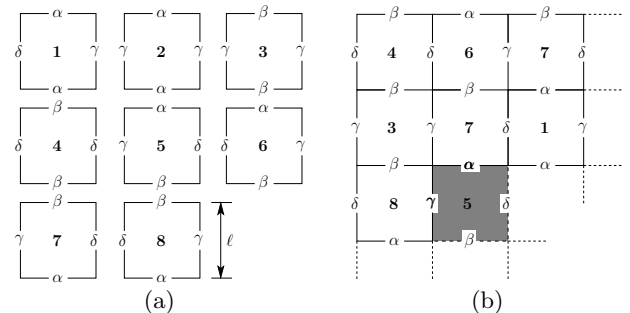 α α β
δ 1 γ γ 2 γ γ 3 γ
α α β
β α α
δ 4 δ γ 5 δ δ 6 γ
β β β
β β
γ 7 δ δ 8 γ ℓ
α α
(a)
β β β
δ 4 δ 6 γ 7 δ
β β α
γ 3 γ 7 δ 1 γ
β α α
δ 8 γ 5 δ
α β
(b)